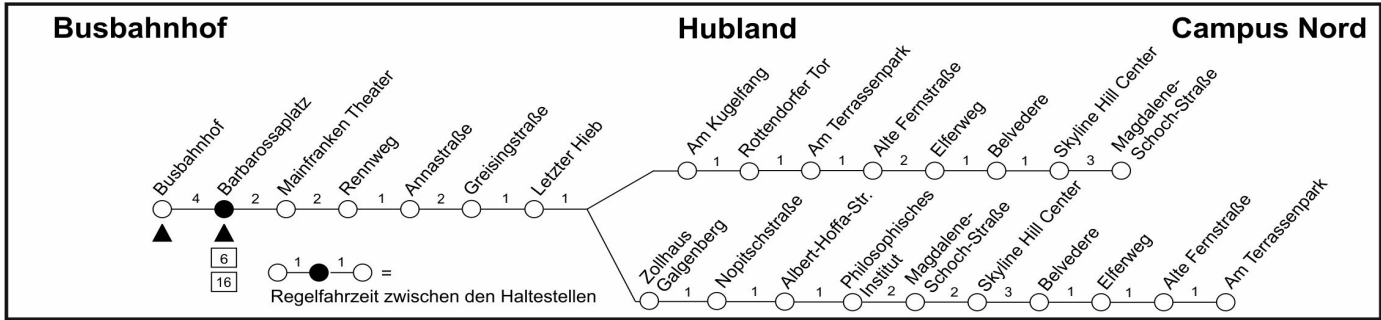 Busbahnhof
Hubland
Campus Nord
Busbahnhof
Barbarossaplatz
Mainfranken Theater
Rennweg
Annastraße
Greisingstraße
Letzter Hieb
4
2
2
1
2
1
1
6
16
Am Kugelfang
Rottendorfer Tor
Am Terrassenpark
Alte Fernstraße
Elferweg
Belvedere
Skyline Hill Center
Magdalene-
Schoch-Straße
1
1
1
2
1
1
3
Zollhaus
Galgenberg
Nopitschstraße
Albert-Hoffa-Str.
Philosophisches
Institut
Magdalene-
Schoch-Straße
Skyline Hill Center
Belvedere
Elferweg
Alte Fernstraße
Am Terrassenpark
1
1
1
2
2
3
1
1
1
1 1 =
Regelfahrzeit zwischen den Haltestellen